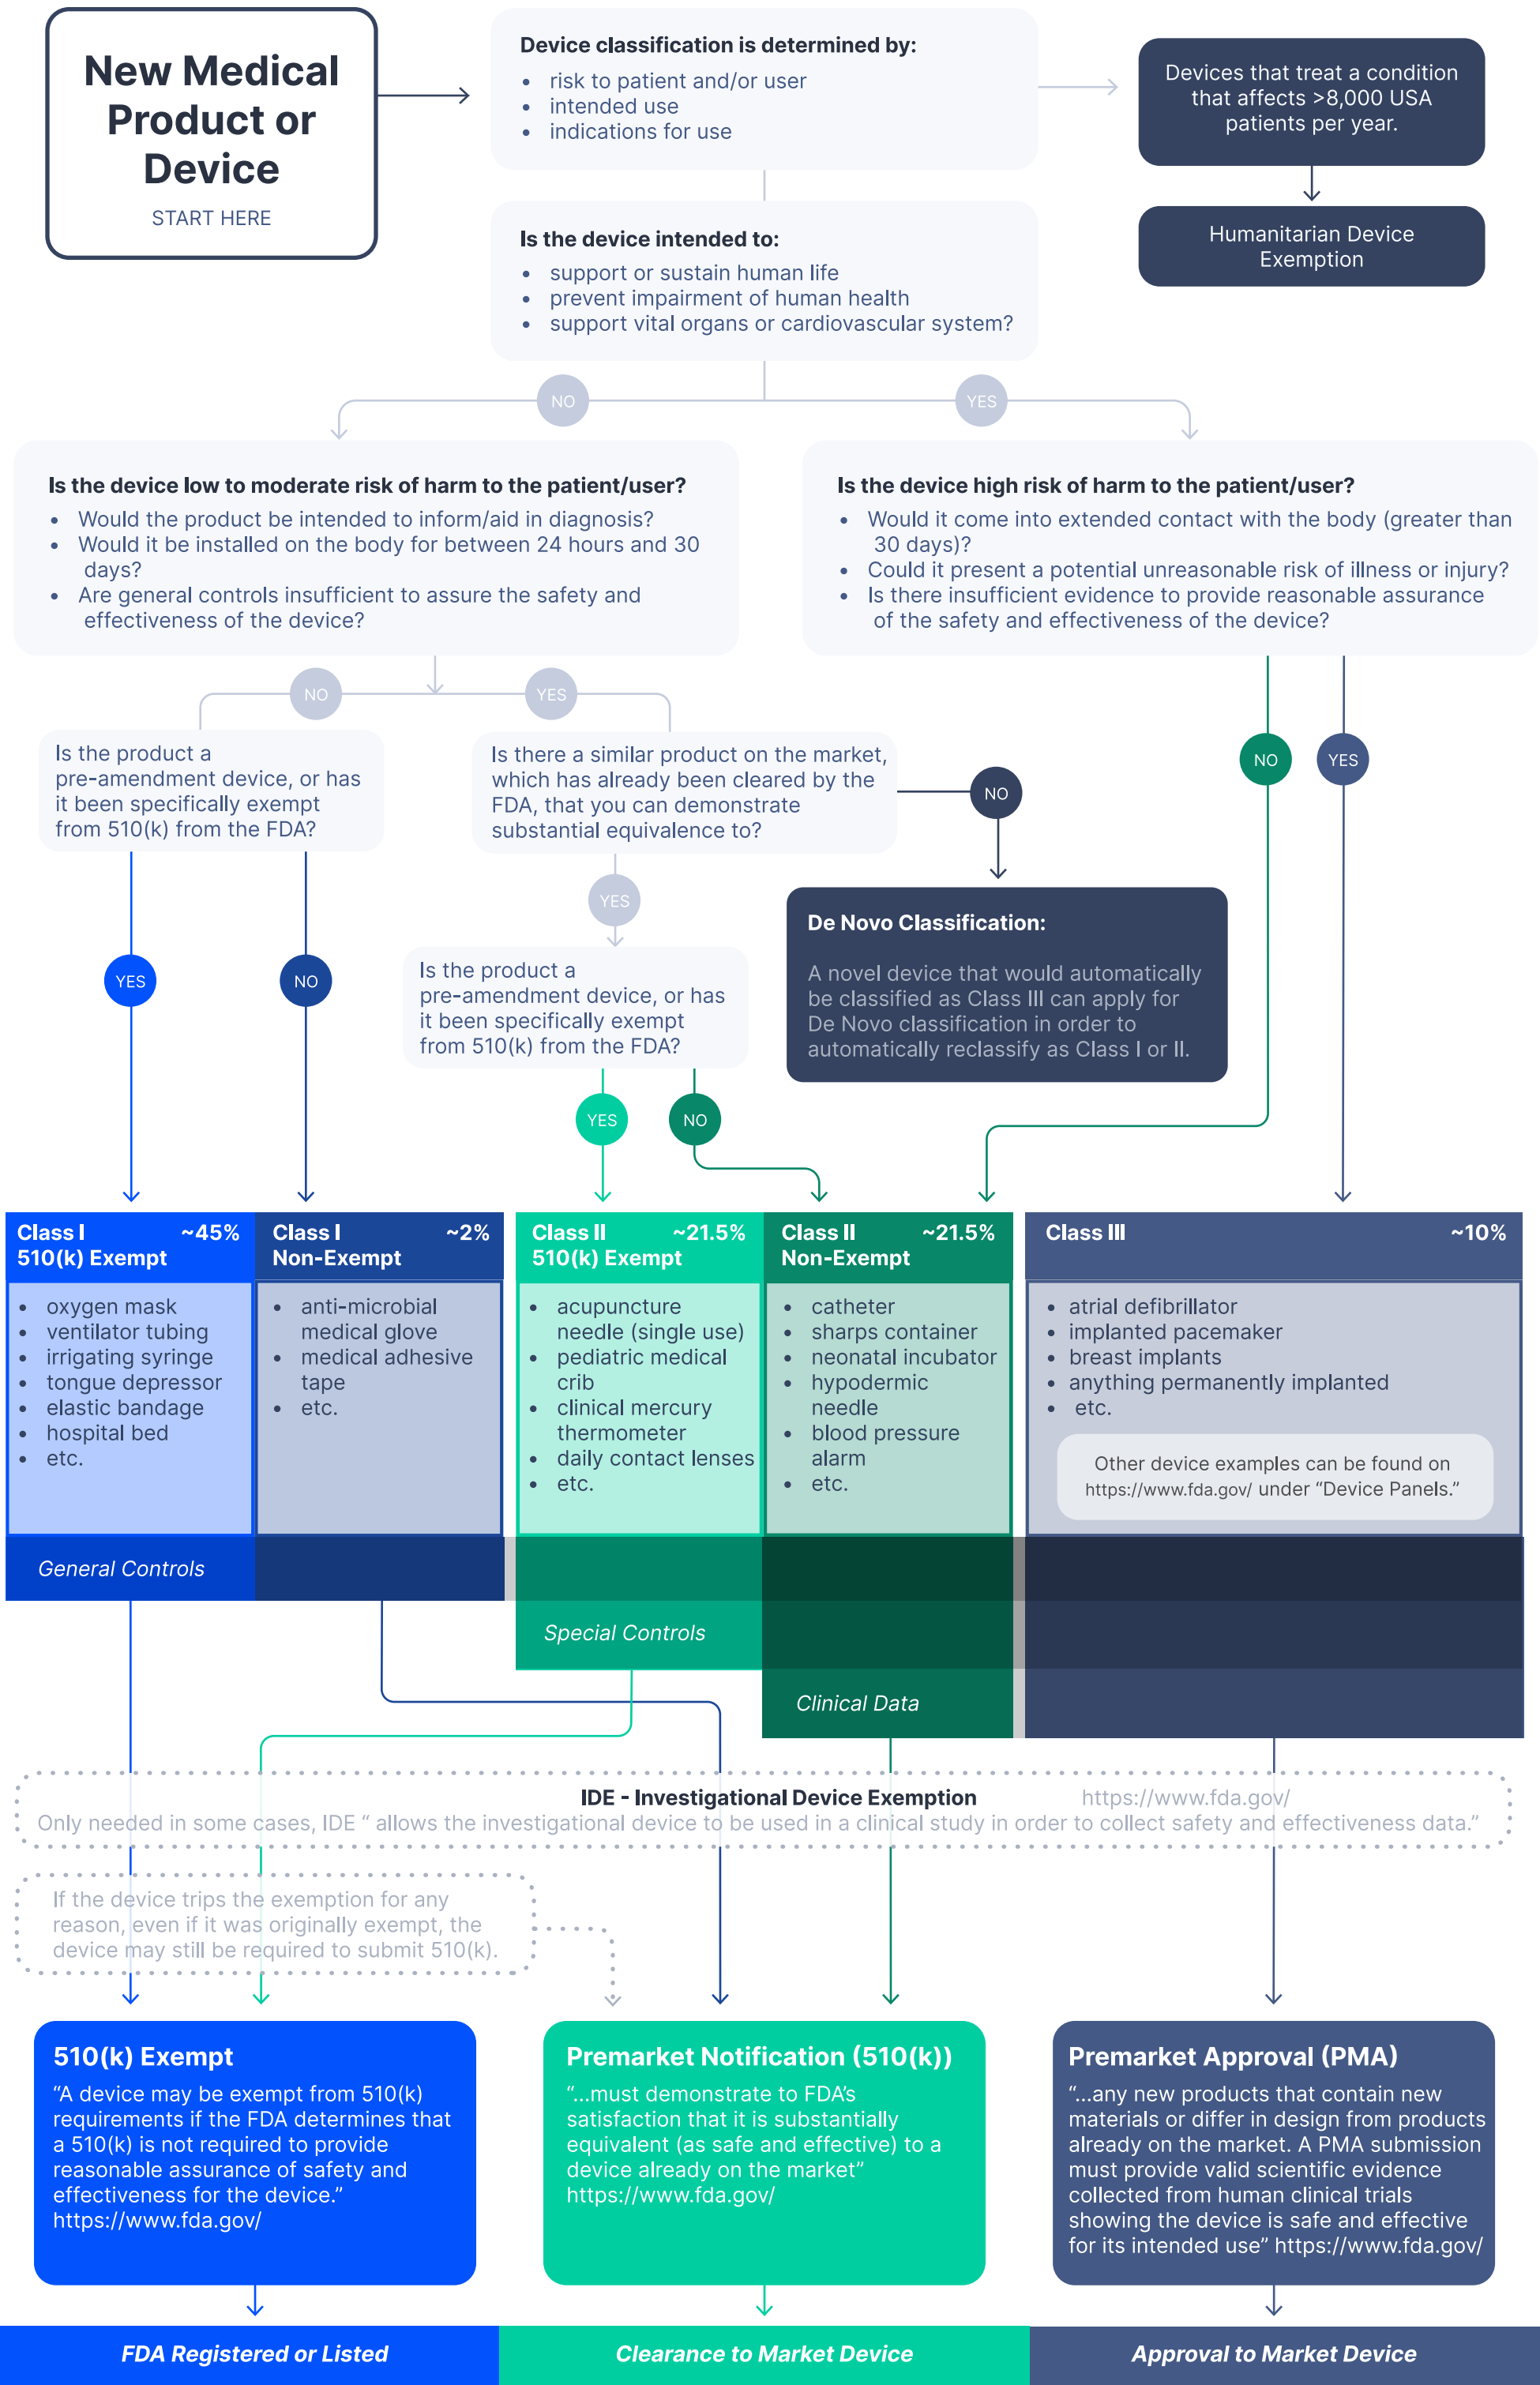 New Medical
Product or
Device
START HERE
Device classification is determined by:
• risk to patient and/or user
• intended use
• indications for use
Devices that treat a condition
that affects >8,000 USA
patients per year.
Humanitarian Device
Exemption
Is the device intended to:
• support or sustain human life
• prevent impairment of human health
• support vital organs or cardiovascular system?
NO
YES
Is the device low to moderate risk of harm to the patient/user?
• Would the product be intended to inform/aid in diagnosis?
• Would it be installed on the body for between 24 hours and 30
days?
• Are general controls insufficient to assure the safety and
effectiveness of the device?
Is the device high risk of harm to the patient/user?
• Would it come into extended contact with the body (greater than
30 days)?
• Could it present a potential unreasonable risk of illness or injury?
• Is there insufficient evidence to provide reasonable assurance
of the safety and effectiveness of the device?
NO
YES
NO
YES
Is the product a
pre-amendment device, or has
it been specifically exempt
from 510(k) from the FDA?
Is there a similar product on the market,
which has already been cleared by the
FDA, that you can demonstrate
substantial equivalence to?
NO
YES
De Novo Classification:
A novel device that would automatically
be classified as Class III can apply for
De Novo classification in order to
automatically reclassify as Class I or II.
YES
NO
Is the product a
pre-amendment device, or has
it been specifically exempt
from 510(k) from the FDA?
YES
NO
Class I ~45%
510(k) Exempt
• oxygen mask
• ventilator tubing
• irrigating syringe
• tongue depressor
• elastic bandage
• hospital bed
• etc.
Class I ~2%
Non-Exempt
• anti-microbial
medical glove
• medical adhesive
tape
• etc.
Class II ~21.5%
510(k) Exempt
• acupuncture
needle (single use)
• pediatric medical
crib
• clinical mercury
thermometer
• daily contact lenses
• etc.
Class II ~21.5%
Non-Exempt
• catheter
• sharps container
• neonatal incubator
• hypodermic
needle
• blood pressure
alarm
• etc.
Class III ~10%
• atrial defibrillator
• implanted pacemaker
• breast implants
• anything permanently implanted
• etc.
Other device examples can be found on
https://www.fda.gov/ under “Device Panels.”
General Controls
Special Controls
Clinical Data
IDE - Investigational Device Exemption https://www.fda.gov/
Only needed in some cases, IDE “ allows the investigational device to be used in a clinical study in order to collect safety and effectiveness data.”
If the device trips the exemption for any
reason, even if it was originally exempt, the
device may still be required to submit 510(k).
510(k) Exempt
“A device may be exempt from 510(k)
requirements if the FDA determines that
a 510(k) is not required to provide
reasonable assurance of safety and
effectiveness for the device.”
https://www.fda.gov/
Premarket Notification (510(k))
“...must demonstrate to FDA’s
satisfaction that it is substantially
equivalent (as safe and effective) to a
device already on the market”
https://www.fda.gov/
Premarket Approval (PMA)
“...any new products that contain new
materials or differ in design from products
already on the market. A PMA submission
must provide valid scientific evidence
collected from human clinical trials
showing the device is safe and effective
for its intended use” https://www.fda.gov/
FDA Registered or Listed
Clearance to Market Device
Approval to Market Device